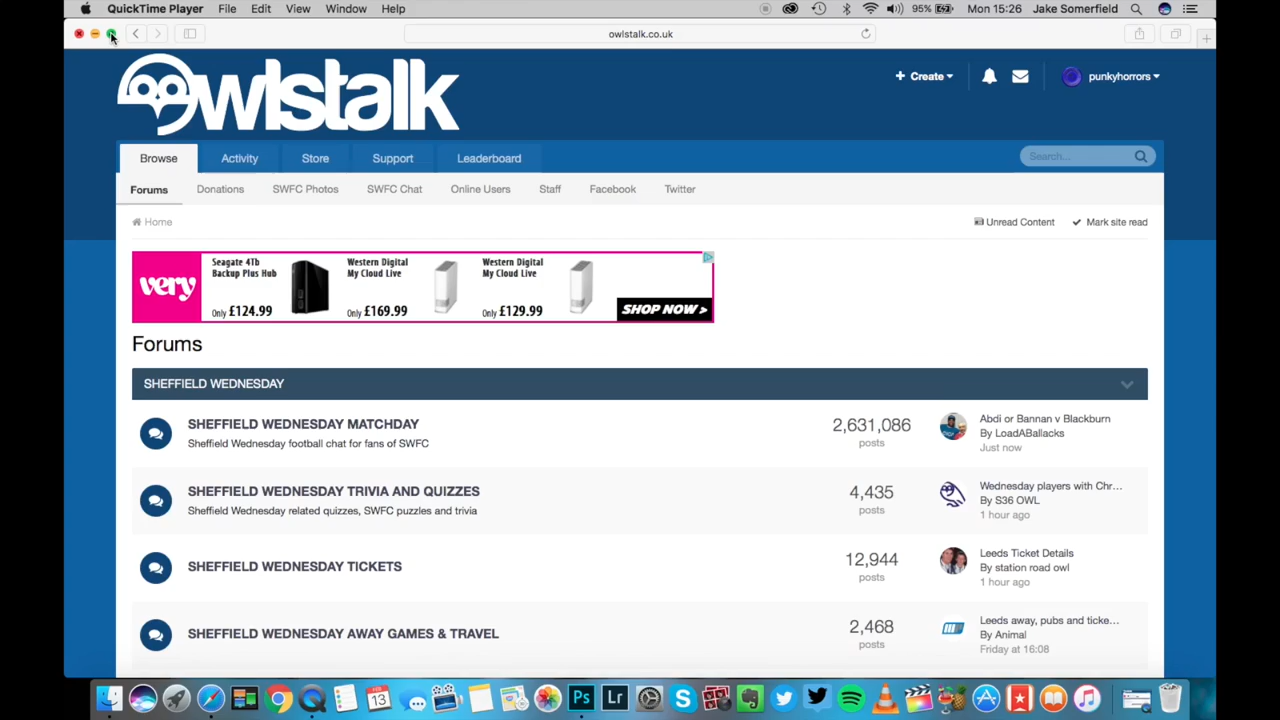 QuickTime Player File Edit View Window Help 95% Mon 15:26 Jake Somerfield
owlstalk.co.uk
owlstalk
+ Create punkyhorrors
Browse Activity Store Support Leaderboard Search...
Forums Donations SWFC Photos SWFC Chat Online Users Staff Facebook Twitter
Home Unread Content Mark site read
very
Seagate 4Tb
Backup Plus Hub
Only £124.99
Western Digital
My Cloud Live
Only £169.99
Western Digital
My Cloud Live
Only £129.99
SHOP NOW >
Forums
SHEFFIELD WEDNESDAY
SHEFFIELD WEDNESDAY MATCHDAY
Sheffield Wednesday football chat for fans of SWFC
2,631,086
posts
Abdi or Bannan v Blackburn
By LoadABallacks
Just now
SHEFFIELD WEDNESDAY TRIVIA AND QUIZZES
Sheffield Wednesday related quizzes, SWFC puzzles and trivia
4,435
posts
Wednesday players with Chr...
By S36 OWL
1 hour ago
SHEFFIELD WEDNESDAY TICKETS
12,944
posts
Leeds Ticket Details
By station road owl
1 hour ago
SHEFFIELD WEDNESDAY AWAY GAMES & TRAVEL
2,468
posts
Leeds away, pubs and ticke...
By Animal
Friday at 16:08
13
Ps
Lr